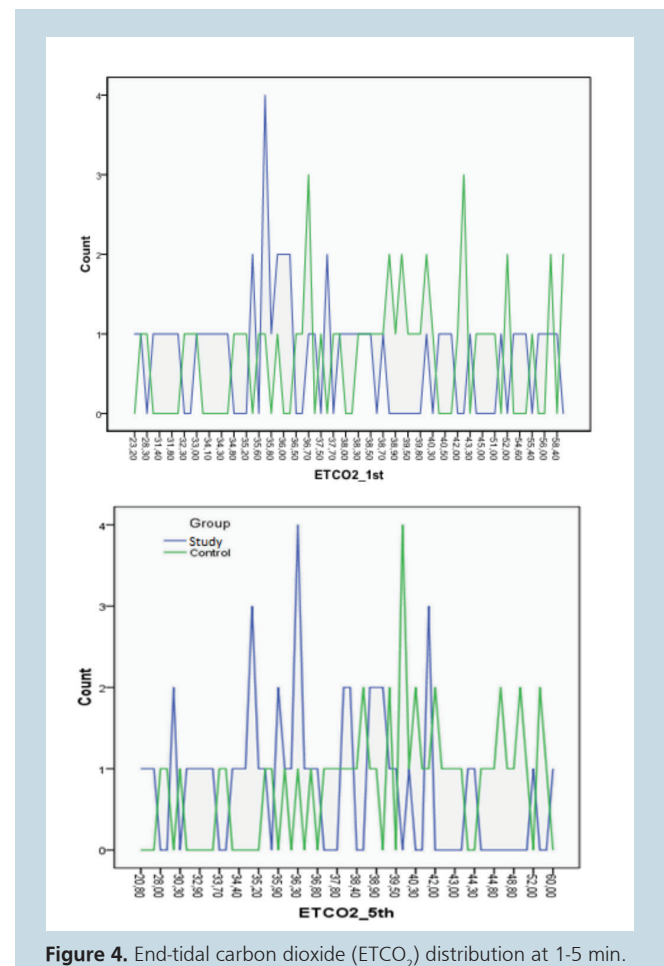 4
3
2
1
0
Count
23,20 28,30 31,40 31,80 32,30 33,00 34,10 34,30 34,80 35,20 35,60 35,80 36,00 36,50 36,70 37,50 37,70 38,00 38,30 38,50 38,70 38,90 39,50 39,80 40,30 40,50 42,00 43,30 45,00 51,00 52,00 55,40 56,00 58,40
ETCO2_1st
Group
Study
Control
4
3
2
1
0
Count
20,80 28,00 30,30 32,90 33,70 34,40 35,20 35,90 36,30 36,80 37,80 38,40 38,90 39,50 40,30 42,00 43,00 44,30 44,80 48,80 52,00 60,00
ETCO2_5th
Figure 4. End-tidal carbon dioxide (ETCO₂) distribution at 1-5 min.